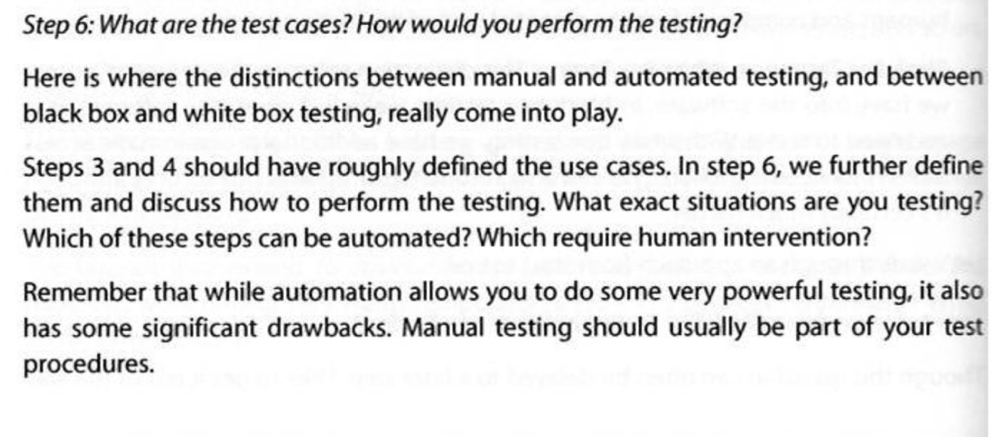 Step 6: What are the test cases? How would you perform the testing?
Here is where the distinctions between manual and automated testing, and between
black box and white box testing, really come into play.
Steps 3 and 4 should have roughly defined the use cases. In step 6, we further define
them and discuss how to perform the testing. What exact situations are you testing?
Which of these steps can be automated? Which require human intervention?
Remember that while automation allows you to do some very powerful testing, it also
has some significant drawbacks. Manual testing should usually be part of your test
procedures.